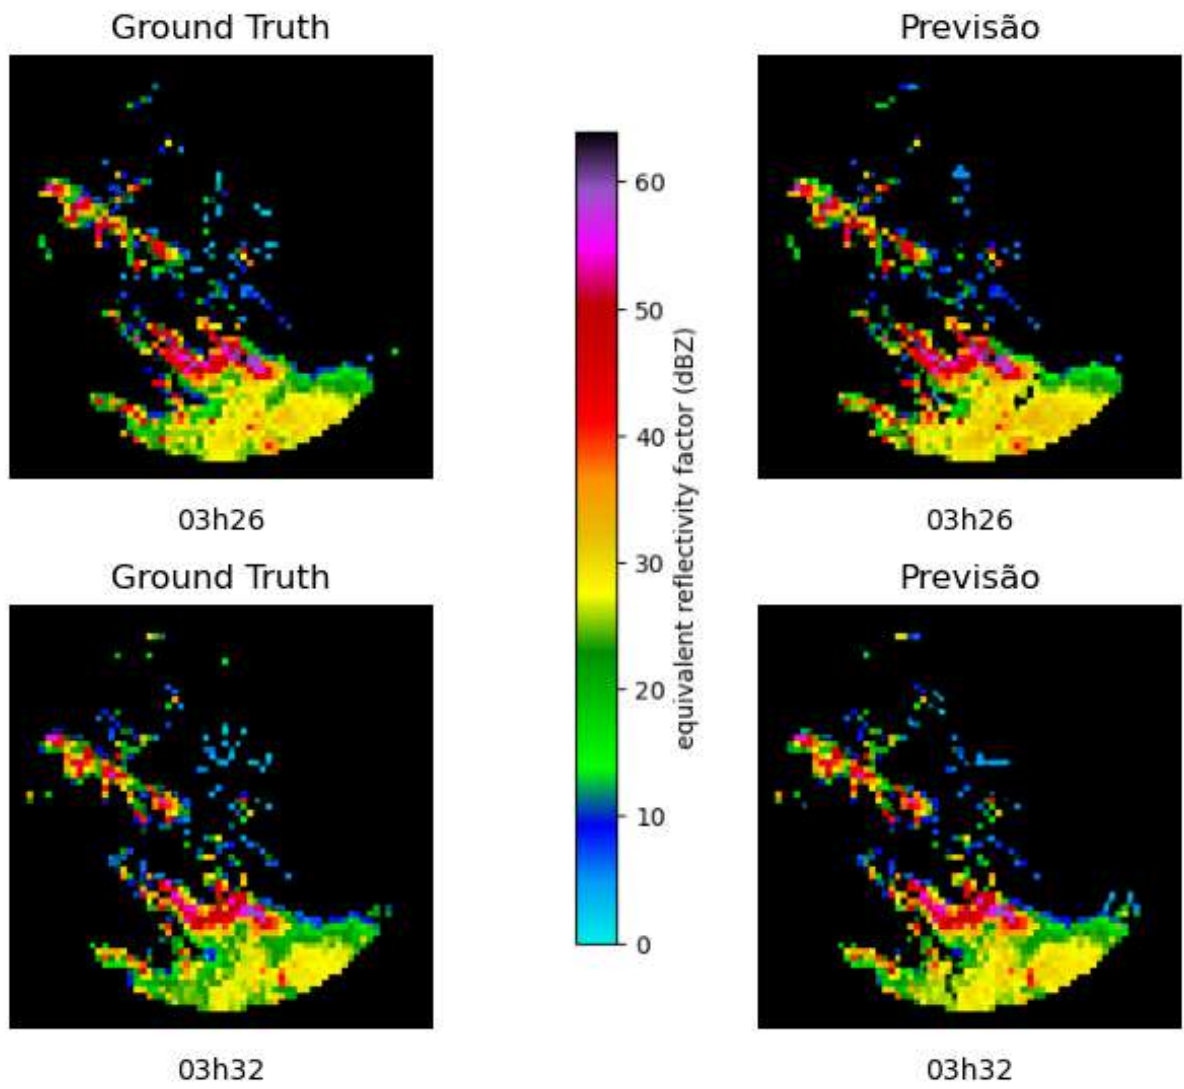 Ground Truth
Previsão
60
50
40
30
20
10
0
equivalent reflectivity factor (dBZ)
03h26
03h26
Ground Truth
Previsão
03h32
03h32